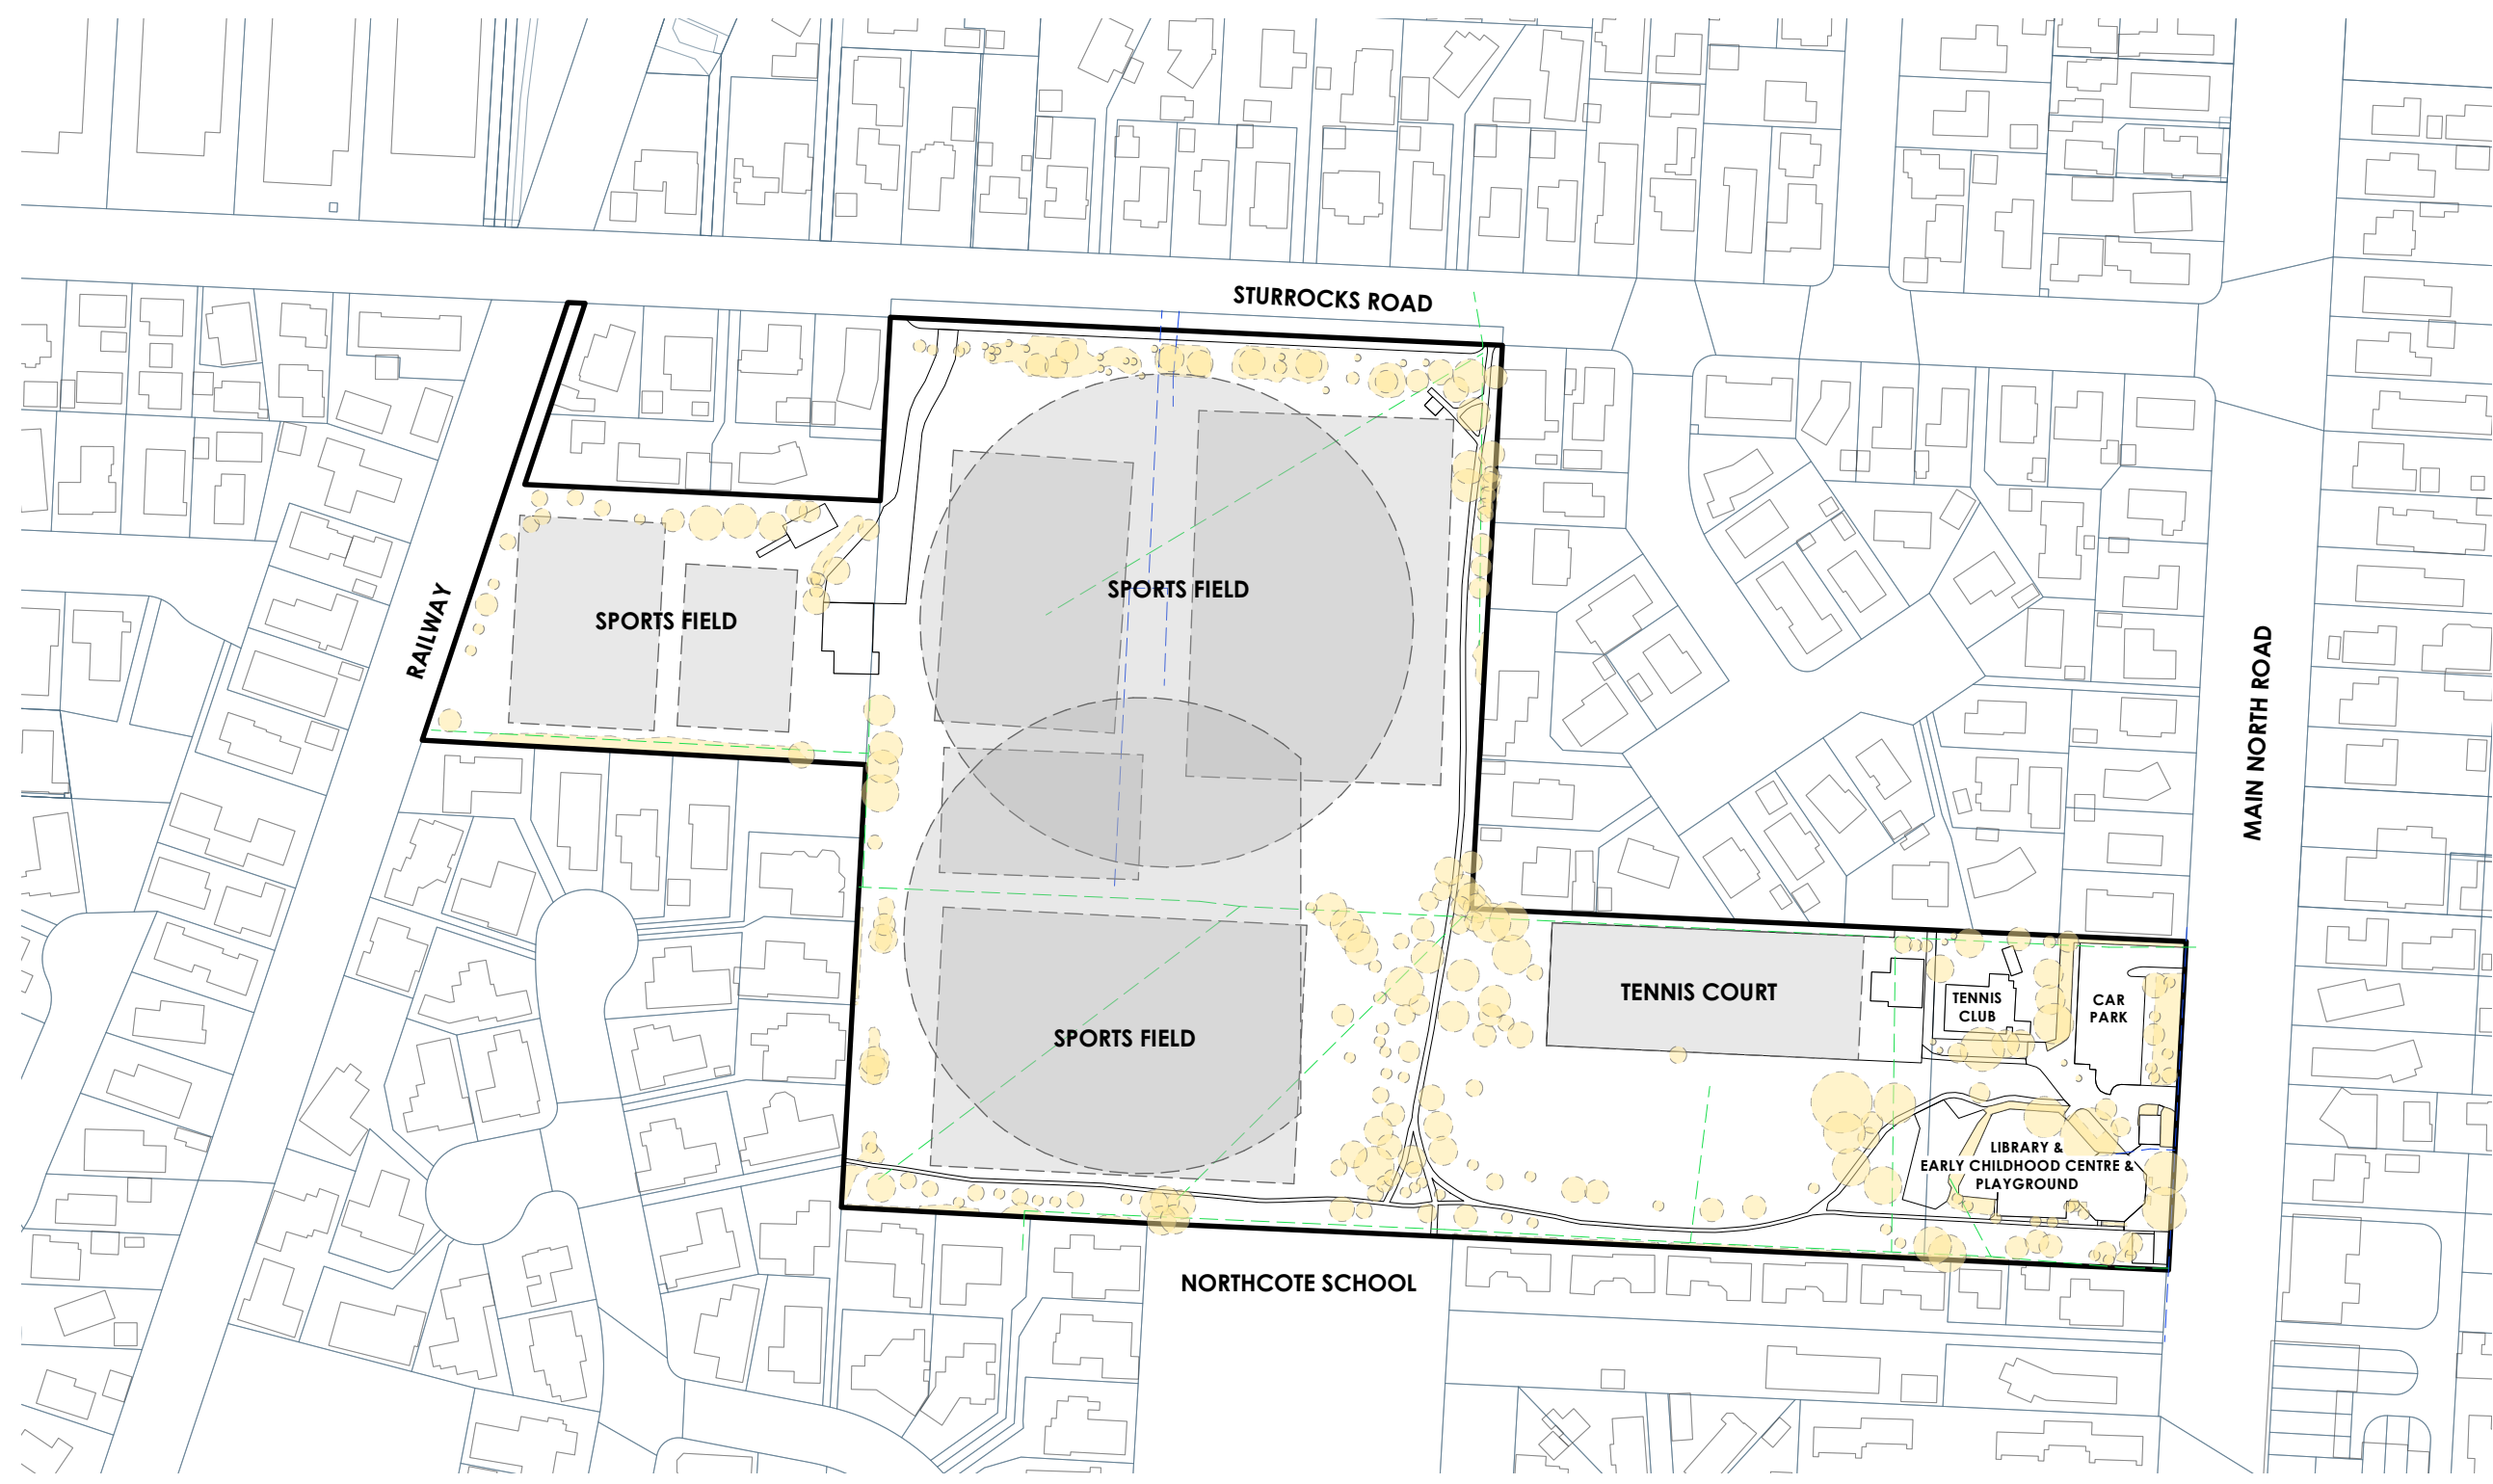 STURROCKS ROAD
SPORTS FIELD
SPORTS FIELD
RAILWAY
MAIN NORTH ROAD
TENNIS COURT
TENNIS
CLUB
CAR
PARK
SPORTS FIELD
LIBRARY &
EARLY CHILDHOOD CENTRE &
PLAYGROUND
NORTHCOTE SCHOOL